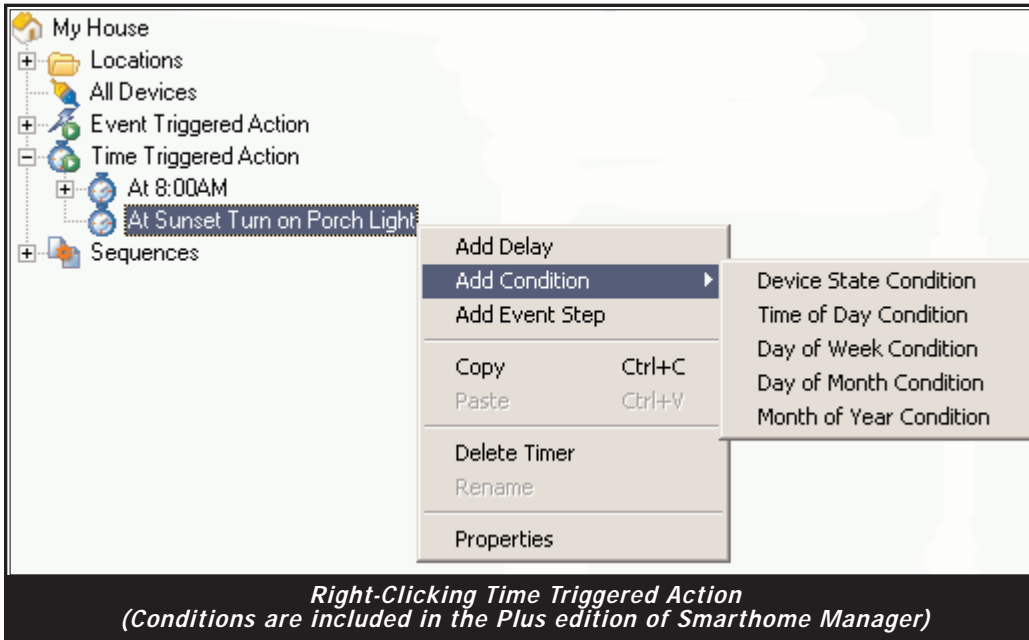 My House
Locations
All Devices
Event Triggered Action
Time Triggered Action
At 8:00AM
At Sunset Turn on Porch Light
Sequences
Add Delay
Add Condition
Add Event Step
Copy Ctrl+C
Paste Ctrl+V
Delete Timer
Rename
Properties
Device State Condition
Time of Day Condition
Day of Week Condition
Day of Month Condition
Month of Year Condition
Right-Clicking Time Triggered Action
(Conditions are included in the Plus edition of Smarthome Manager)